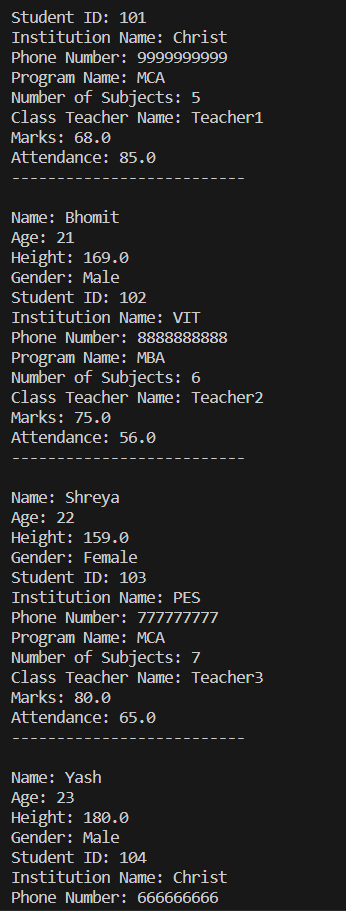 Student ID: 101
Institution Name: Christ
Phone Number: 9999999999
Program Name: MCA
Number of Subjects: 5
Class Teacher Name: Teacher1
Marks: 68.0
Attendance: 85.0
--------------------------
Name: Bhomit
Age: 21
Height: 169.0
Gender: Male
Student ID: 102
Institution Name: VIT
Phone Number: 8888888888
Program Name: MBA
Number of Subjects: 6
Class Teacher Name: Teacher2
Marks: 75.0
Attendance: 56.0
--------------------------
Name: Shreya
Age: 22
Height: 159.0
Gender: Female
Student ID: 103
Institution Name: PES
Phone Number: 777777777
Program Name: MCA
Number of Subjects: 7
Class Teacher Name: Teacher3
Marks: 80.0
Attendance: 65.0
--------------------------
Name: Yash
Age: 23
Height: 180.0
Gender: Male
Student ID: 104
Institution Name: Christ
Phone Number: 666666666